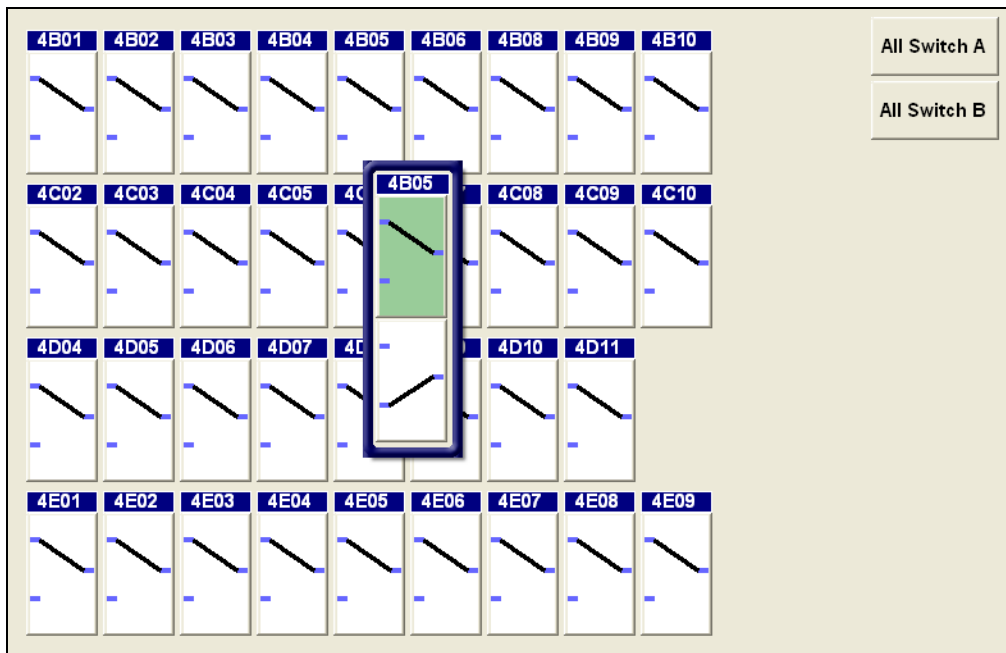 4B01 4B02 4B03 4B04 4B05 4B06 4B08 4B09 4B10
All Switch A
All Switch B
4B05
4C02 4C03 4C04 4C05 4C08 4C09 4C10
4D04 4D05 4D06 4D07 4D10 4D11
4E01 4E02 4E03 4E04 4E05 4E06 4E07 4E08 4E09